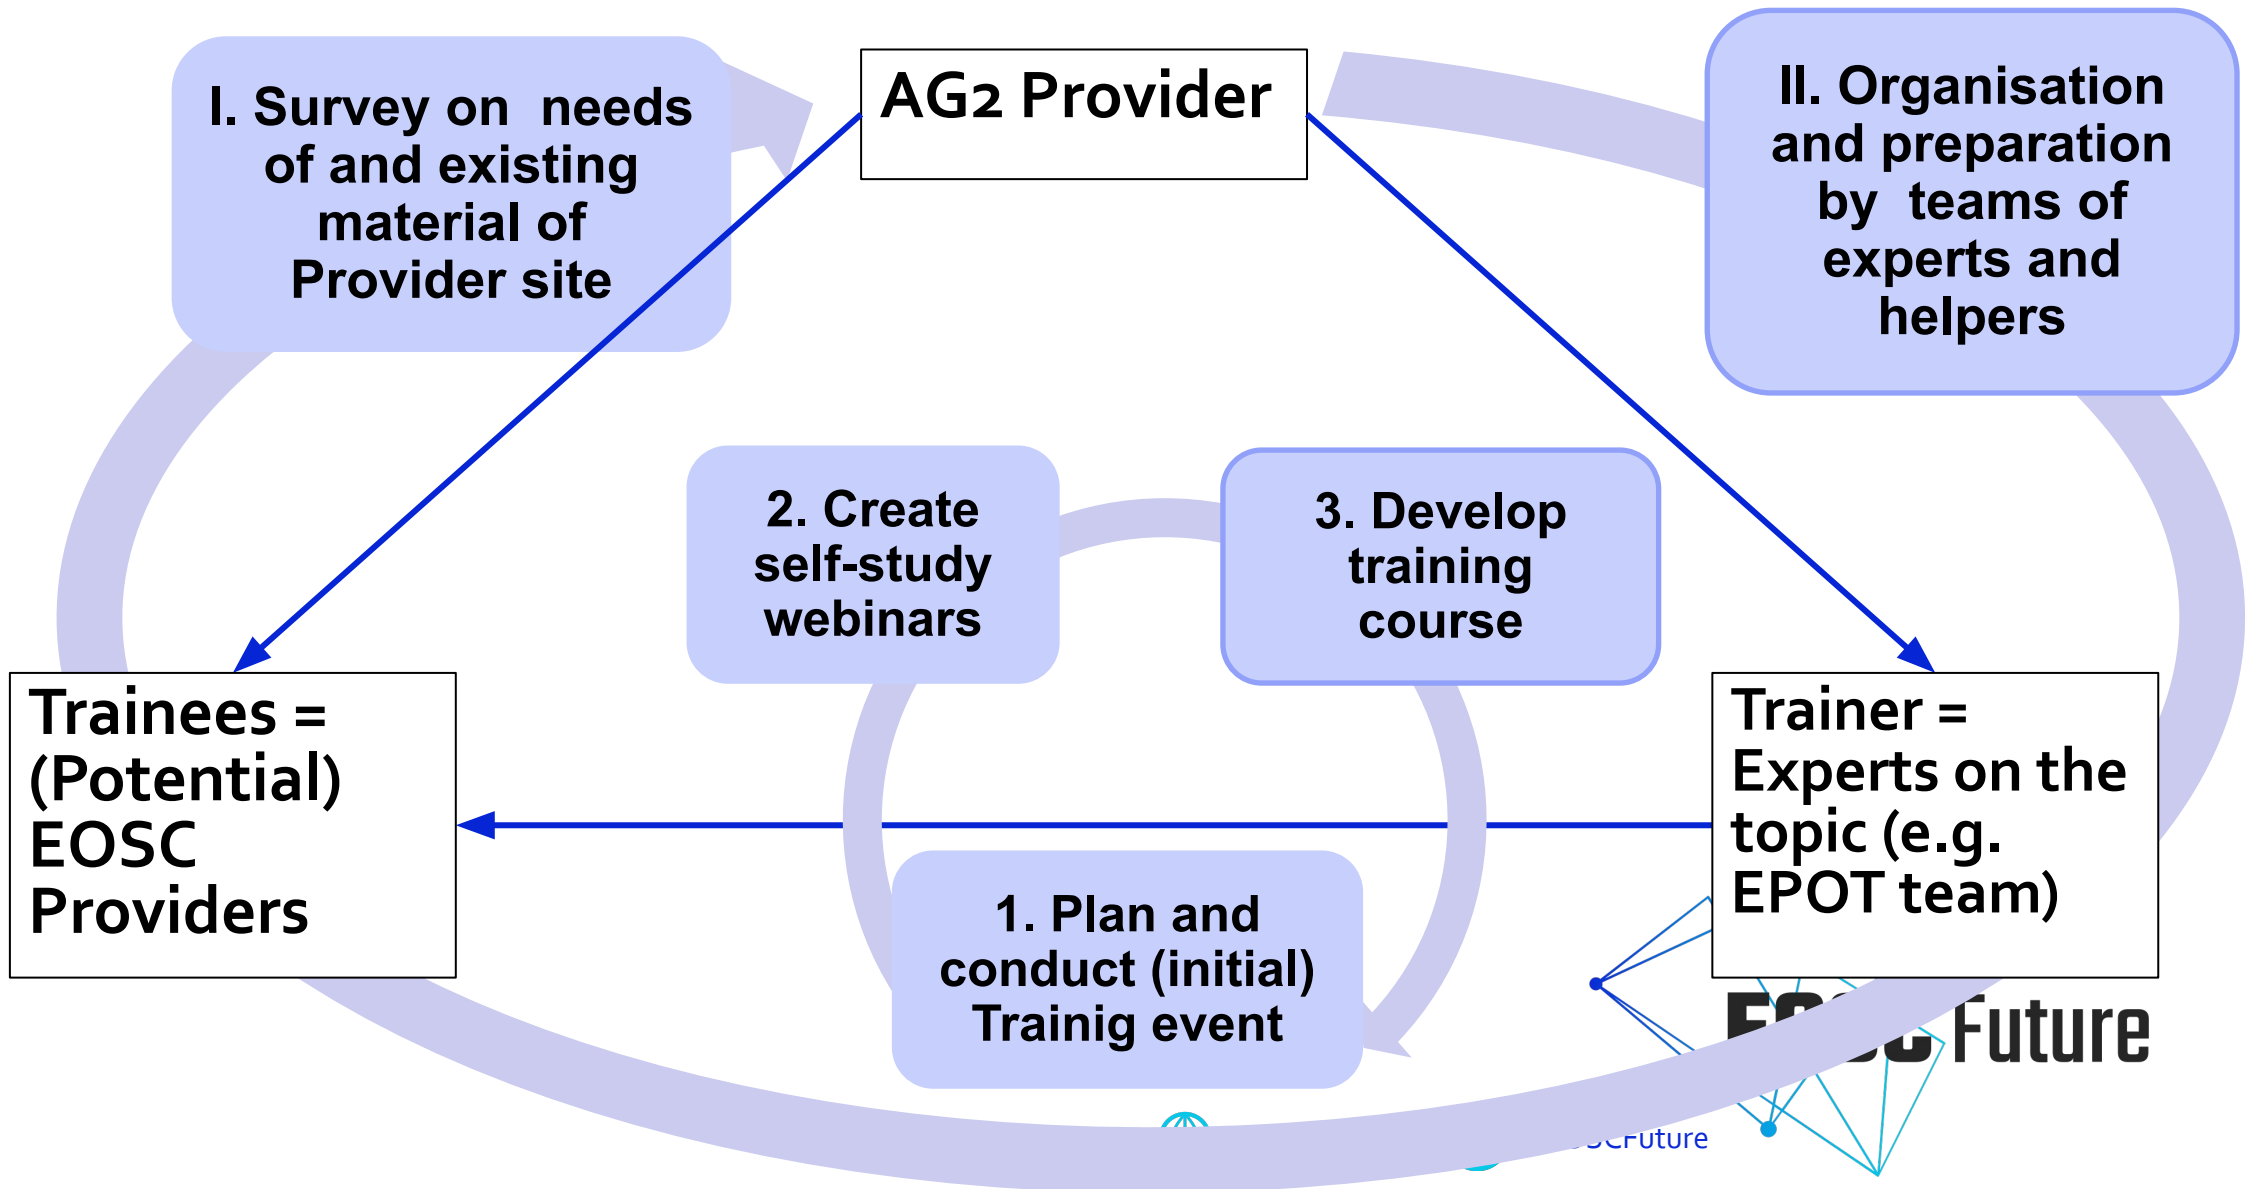 I. Survey on needs
of and existing
material of
Provider site
AG2 Provider
II. Organisation
and preparation
by teams of
experts and
helpers
2. Create
self-study
webinars
3. Develop
training
course
Trainees =
(Potential)
EOSC
Providers
Trainer =
Experts on the
topic (e.g.
EPOT team)
1. Plan and
conduct (initial)
Trainig event
Future